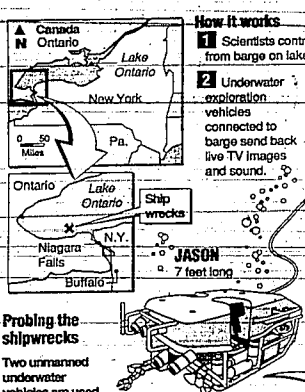 Canada
N Ontario
Lake
Ontario
New York
0 50
Miles
Pa.
Ontario
Lake
Ontario
Ship
wrecks
N.Y.
Niagara
Falls
Buffalo
How it works
1 Scientists
from barge on
2 Underwater
exploration
vehicles
connected to
barge send back
live TV images
and sound.
JASON
7 feet long
Probing the
shipwrecks
Two unmanned
underwater
vehicles are used